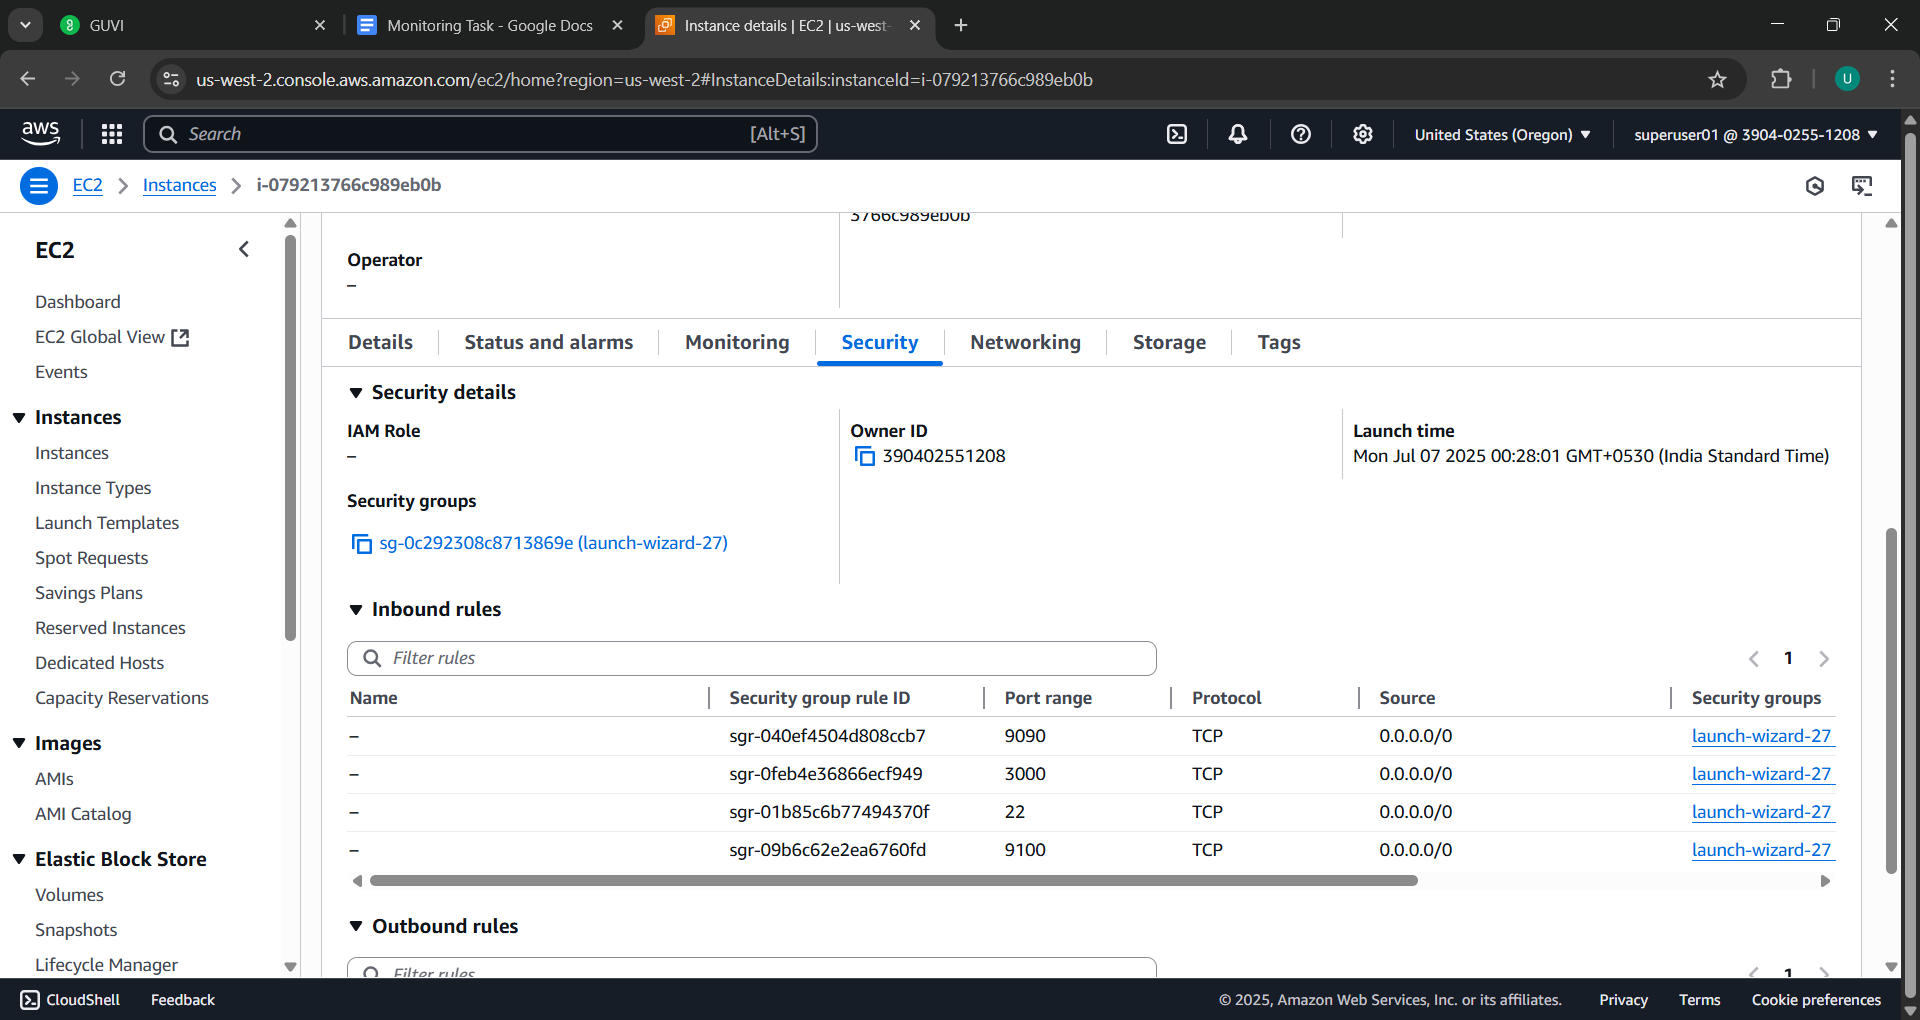 GUVI
Monitoring Task - Google Docs
Instance details | EC2 | us-west-
us-west-2.console.aws.amazon.com/ec2/home?region=us-west-2#InstanceDetails:instanceId=i-079213766c989eb0b
U
aws
Search
[Alt+S]
United States (Oregon)
superuser01 @ 3904-0255-1208
EC2
Instances
i-079213766c989eb0b
EC2
Dashboard
EC2 Global View
Events
Instances
Instances
Instance Types
Launch Templates
Spot Requests
Savings Plans
Reserved Instances
Dedicated Hosts
Capacity Reservations
Images
AMIs
AMI Catalog
Elastic Block Store
Volumes
Snapshots
Lifecycle Manager
3766c989eb0b
Operator
–
Details
Status and alarms
Monitoring
Security
Networking
Storage
Tags
Security details
IAM Role
–
Owner ID
390402551208
Launch time
Mon Jul 07 2025 00:28:01 GMT+0530 (India Standard Time)
Security groups
sg-0c292308c8713869e (launch-wizard-27)
Inbound rules
Filter rules
1
Name Security group rule ID Port range Protocol Source Security groups
– sgr-040ef4504d808ccb7 9090 TCP 0.0.0.0/0 launch-wizard-27
– sgr-0feb4e36866ecf949 3000 TCP 0.0.0.0/0 launch-wizard-27
– sgr-01b85c6b77494370f 22 TCP 0.0.0.0/0 launch-wizard-27
– sgr-09b6c62e2ea6760fd 9100 TCP 0.0.0.0/0 launch-wizard-27
Outbound rules
Filter rules
1
CloudShell
Feedback
© 2025, Amazon Web Services, Inc. or its affiliates.
Privacy
Terms
Cookie preferences